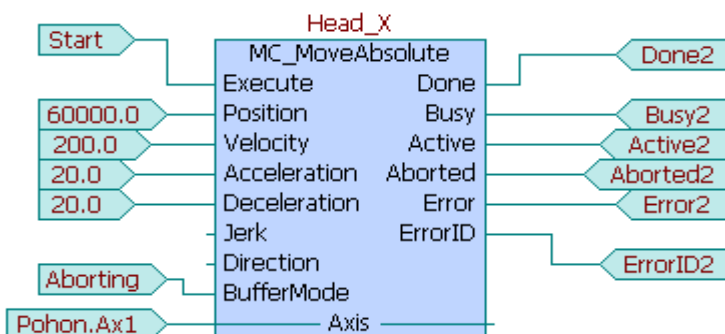 Head_X
Start
MC_MoveAbsolute
Execute Done
Done2
60000.0
Position Busy
Busy2
200.0
Velocity Active
Active2
20.0
Acceleration Aborted
Aborted2
20.0
Deceleration Error
Error2
Jerk ErrorID
ErrorID2
Direction
Aborting
BufferMode
Pohon.Ax1
Axis